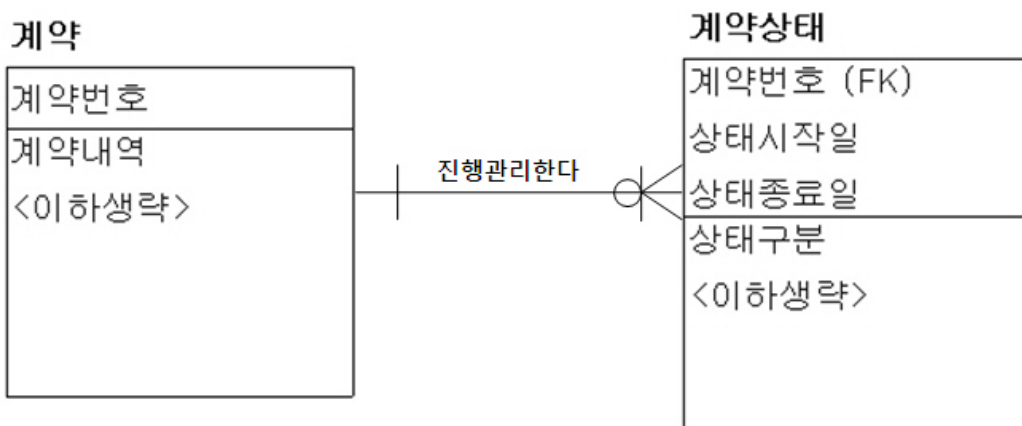 계약
계약번호
계약내역
<이하생략>
진행관리한다
계약상태
계약번호 (FK)
상태시작일
상태종료일
상태구분
<이하생략>